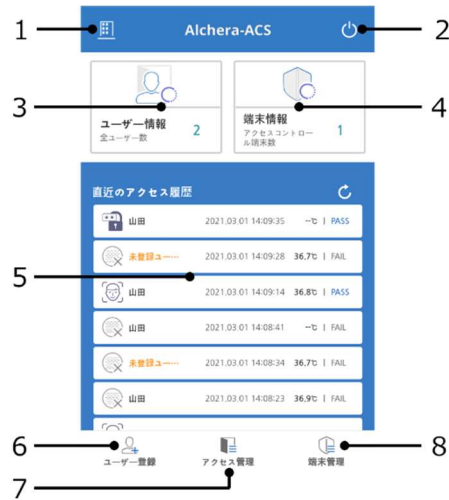 1
Alchera-ACS
2
3
4
ユーザー情報
全ユーザー数
2
端末情報
アクセスコントロー
ル端末数
1
直近のアクセス履歴
山田 2021.03.01 14:09:35 --℃ | PASS
未登録ユー… 2021.03.01 14:09:28 36.7℃ | FAIL
5
山田 2021.03.01 14:09:14 36.8℃ | PASS
山田 2021.03.01 14:08:41 --℃ | FAIL
未登録ユー… 2021.03.01 14:08:34 36.7℃ | FAIL
山田 2021.03.01 14:08:23 36.9℃ | FAIL
6
ユーザー登録
アクセス管理
端末管理
8
7